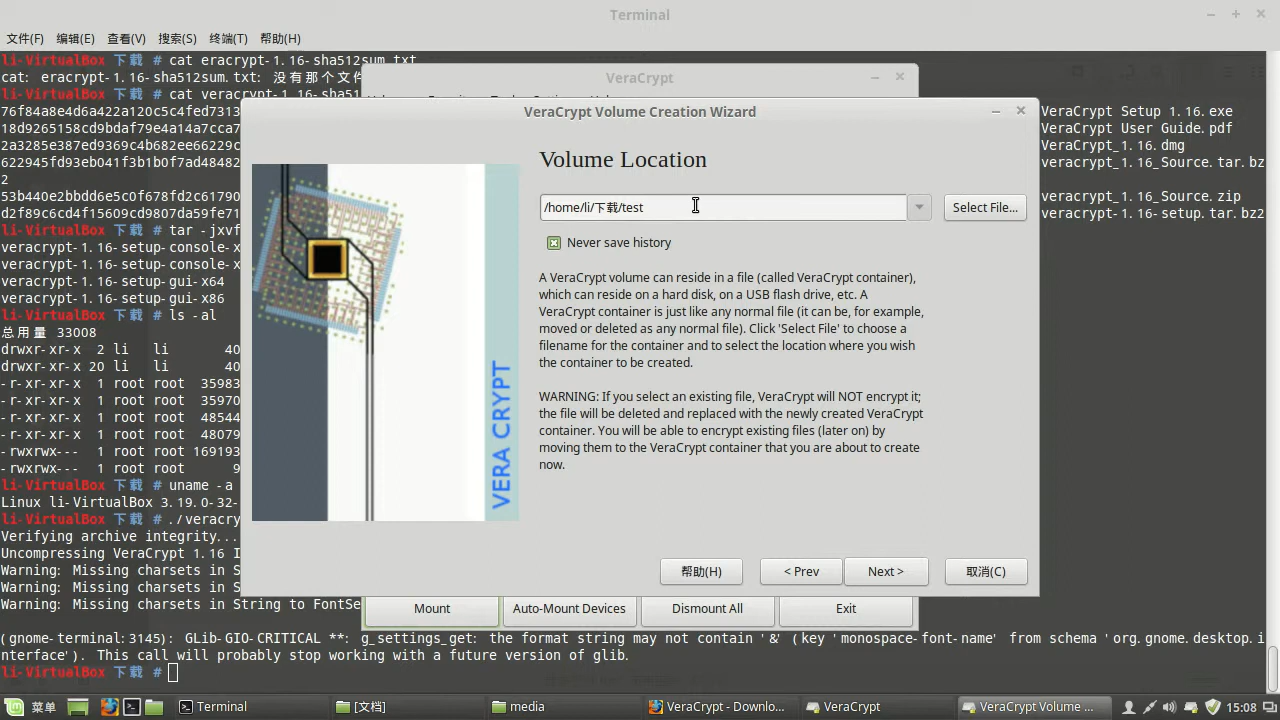 Terminal
文件(F) 编辑(E) 查看(V) 搜索(S) 终端(T) 帮助(H)
li-VirtualBox 下载 # cat eracrypt-1.16-sha512sum.txt
cat: eracrypt-1.16-sha512sum.txt: 没有那个文件
li-VirtualBox 下载 # cat veracrypt-1.16-sha51
76f84a8e4d6a422a120c5c4fed7313 VeraCrypt Setup 1.16.exe
18d9265158cd9bdaf79e4a14a7cca7 VeraCrypt User Guide.pdf
2a3285e387ed9369c4b682ee66229c VeraCrypt_1.16.dmg
622945fd93eb041f3b1b0f7ad48482 veracrypt_1.16_Source.tar.bz
2
53b440e2bbdd6e5c0f678fd2c61790 veracrypt_1.16_Source.zip
d2f89c6cd4f15609d1dd01d9cbf3bf veracrypt-1.16-setup.tar.bz2
li-VirtualBox 下载 # tar -jxvf
veracrypt-1.16-setup-console-x
veracrypt-1.16-setup-console-x
veracrypt-1.16-setup-gui-x64
veracrypt-1.16-setup-gui-x86
li-VirtualBox 下载 # ls -al
总用量 33008
drwxr-xr-x 2 li li 40
drwxr-xr-x 20 li li 40
-r-xr-xr-x 1 root root 35983
-r-xr-xr-x 1 root root 35970
-r-xr-xr-x 1 root root 48544
-r-xr-xr-x 1 root root 48079
-rwxrwx--- 1 root root 169193
-rwxrwx--- 1 root root 9
li-VirtualBox 下载 # uname -a
Linux li-VirtualBox 3.19.0-32-
li-VirtualBox 下载 # ./veracry
Verifying archive integrity...
Uncompressing VeraCrypt 1.16 I
Warning: Missing charsets in S
Warning: Missing charsets in S
Warning: Missing charsets in String to FontSe
(gnome-terminal:3145): GLib-GIO-CRITICAL **: g_settings_get: the format string may not contain '&' (key 'monospace-font-name' from schema 'org.gnome.desktop.i
nterface'). This call will probably stop working with a future version of glib.
li-VirtualBox 下载 #
VeraCrypt
VeraCrypt Volume Creation Wizard
VERA CRYPT
Volume Location
/home/li/下载/test
Select File...
Never save history
A VeraCrypt volume can reside in a file (called VeraCrypt container),
which can reside on a hard disk, on a USB flash drive, etc. A
VeraCrypt container is just like any normal file (it can be, for example,
moved or deleted as any normal file). Click 'Select File' to choose a
filename for the container and to select the location where you wish
the container to be created.
WARNING: If you select an existing file, VeraCrypt will NOT encrypt it;
the file will be deleted and replaced with the newly created VeraCrypt
container. You will be able to encrypt existing files (later on) by
moving them to the VeraCrypt container that you are about to create
now.
帮助(H) < Prev Next > 取消(C)
Mount Auto-Mount Devices Dismount All Exit
菜单 Terminal [文档] media VeraCrypt - Downlo... VeraCrypt VeraCrypt Volume ... 15:08